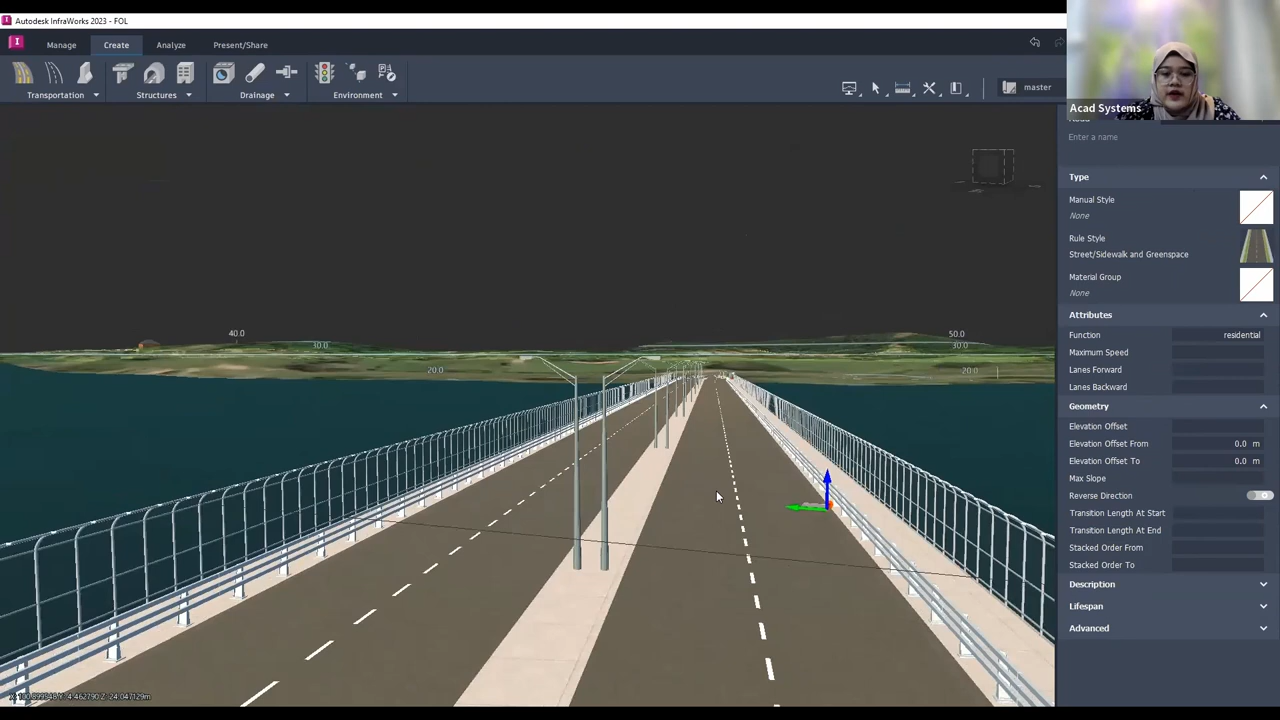 Autodesk InfraWorks 2023 - FOL
Manage
Create
Analyze
Present/Share
Transportation
Structures
Drainage
Environment
master
Acad Systems
Enter a name
Type
Manual Style
None
Rule Style
Street/Sidewalk and Greenspace
Material Group
None
Attributes
Function
residential
Maximum Speed
Lanes Forward
Lanes Backward
Geometry
Elevation Offset
Elevation Offset From
0.0 m
Elevation Offset To
0.0 m
Max Slope
Reverse Direction
Transition Length At Start
Transition Length At End
Stacked Order From
Stacked Order To
Description
Lifespan
Advanced
40.0
30.0
20.0
50.0
30.0
20.0